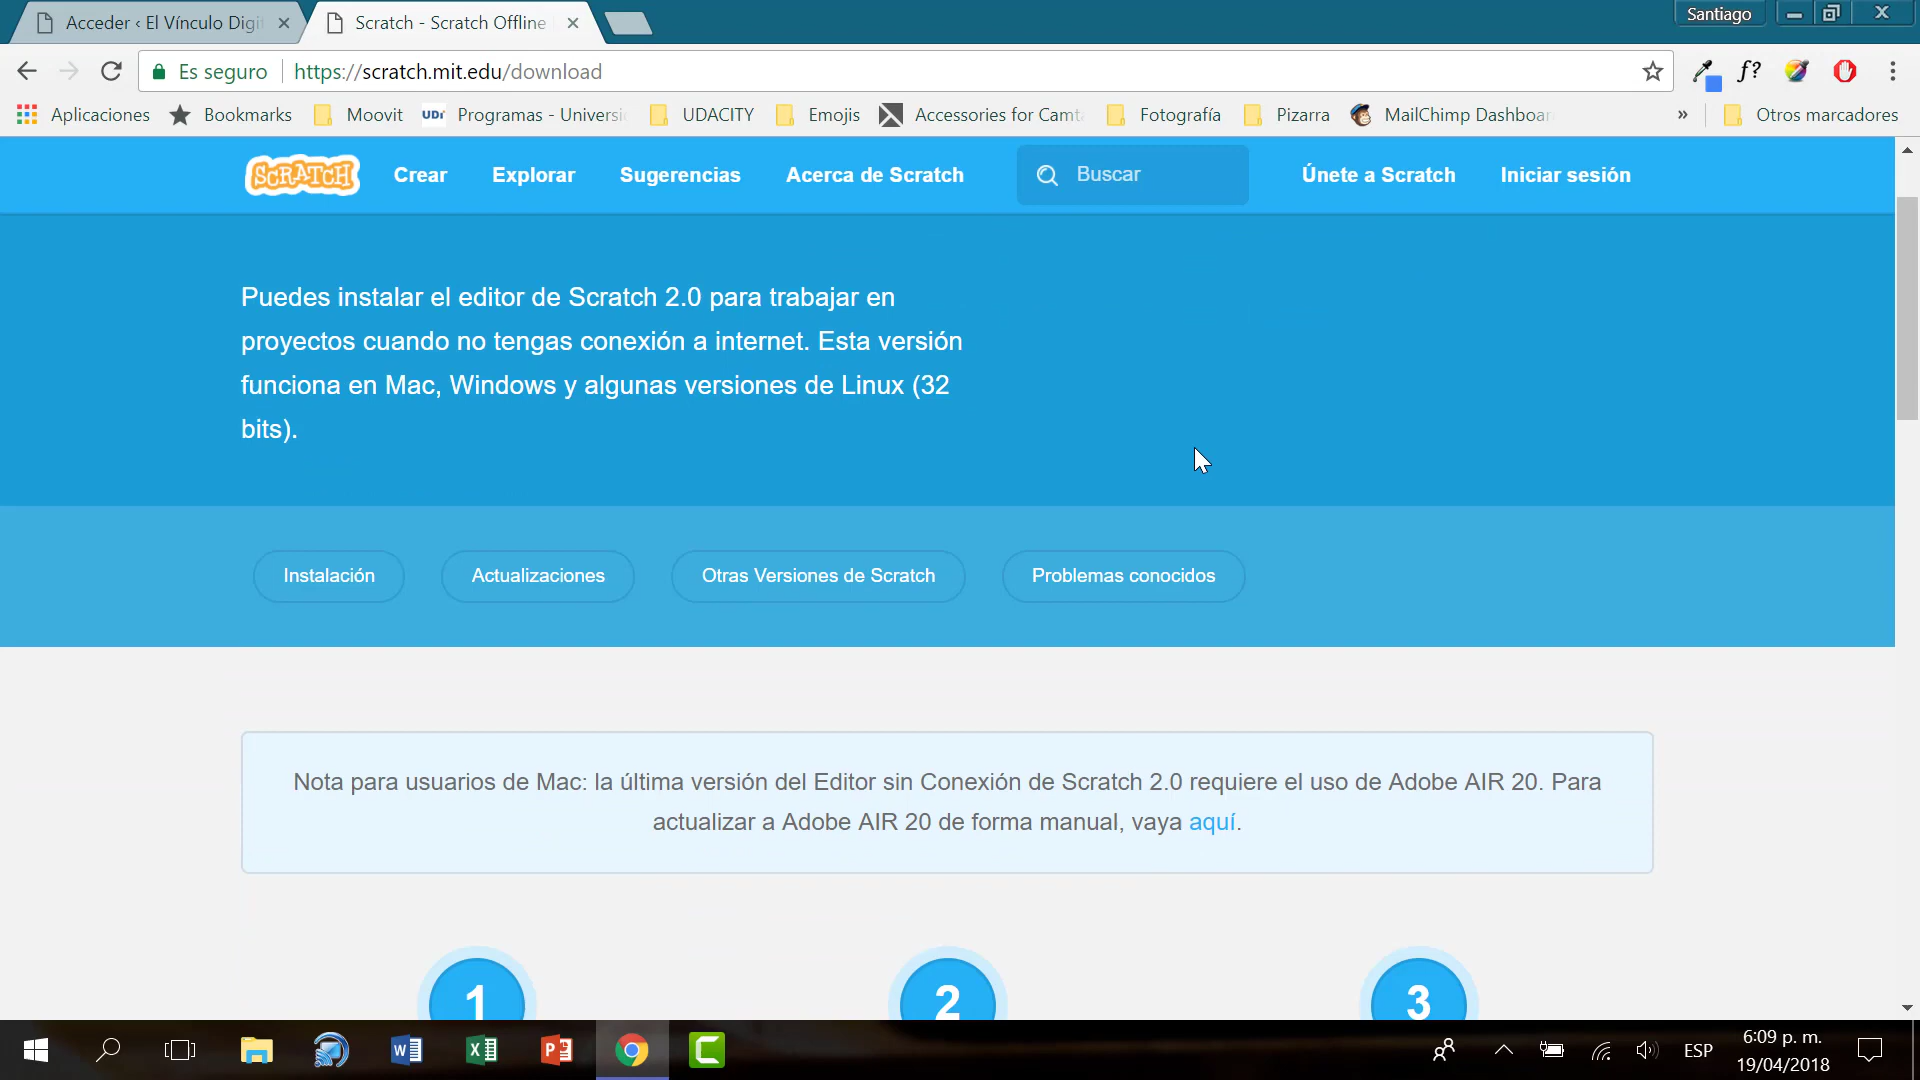 Acceder ‹ El Vínculo Digi
Scratch - Scratch Offline
Santiago
Es seguro
https://scratch.mit.edu/download
f?
Aplicaciones
Bookmarks
Moovit
UDI
Programas - Universi
UDACITY
Emojis
Accessories for Camt
Fotografía
Pizarra
MailChimp Dashboar
»
Otros marcadores
SCRATCH
Crear
Explorar
Sugerencias
Acerca de Scratch
Buscar
Únete a Scratch
Iniciar sesión
Puedes instalar el editor de Scratch 2.0 para trabajar en
proyectos cuando no tengas conexión a internet. Esta versión
funciona en Mac, Windows y algunas versiones de Linux (32
bits).
Instalación
Actualizaciones
Otras Versiones de Scratch
Problemas conocidos
Nota para usuarios de Mac: la última versión del Editor sin Conexión de Scratch 2.0 requiere el uso de Adobe AIR 20. Para
actualizar a Adobe AIR 20 de forma manual, vaya aquí.
1
2
3
ESP
6:09 p. m.
19/04/2018